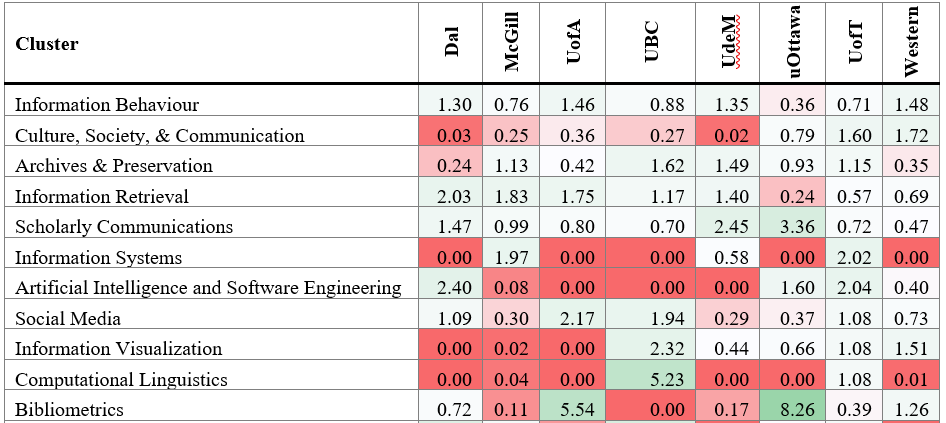 Cluster Dal McGill UofA UBC UdeM uOttawa UofT Western
Information Behaviour 1.30 0.76 1.46 0.88 1.35 0.36 0.71 1.48
Culture, Society, & Communication 0.03 0.25 0.36 0.27 0.02 0.79 1.60 1.72
Archives & Preservation 0.24 1.13 0.42 1.62 1.49 0.93 1.15 0.35
Information Retrieval 2.03 1.83 1.75 1.17 1.40 0.24 0.57 0.69
Scholarly Communications 1.47 0.99 0.80 0.70 2.45 3.36 0.72 0.47
Information Systems 0.00 1.97 0.00 0.00 0.58 0.00 2.02 0.00
Artificial Intelligence and Software Engineering 2.40 0.08 0.00 0.00 0.00 1.60 2.04 0.40
Social Media 1.09 0.30 2.17 1.94 0.29 0.37 1.08 0.73
Information Visualization 0.00 0.02 0.00 2.32 0.44 0.66 1.08 1.51
Computational Linguistics 0.00 0.04 0.00 5.23 0.00 0.00 1.08 0.01
Bibliometrics 0.72 0.11 5.54 0.00 0.17 8.26 0.39 1.26